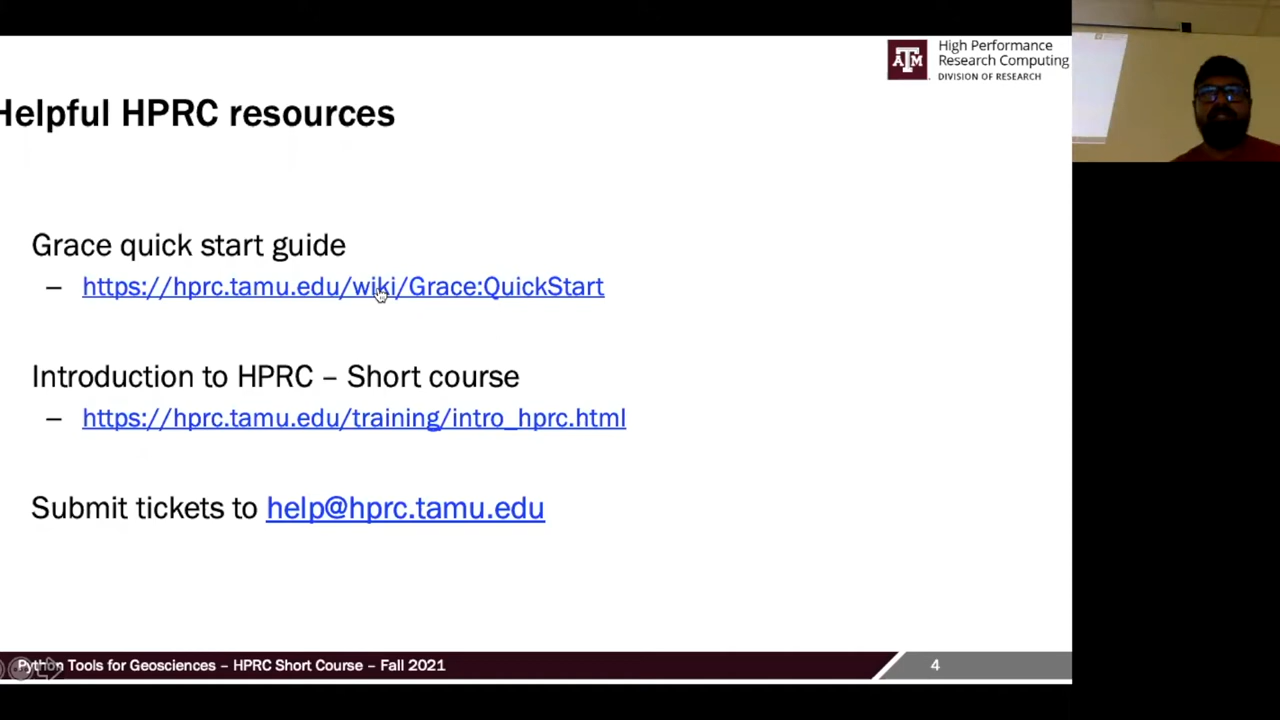 High Performance
Research Computing
DIVISION OF RESEARCH
ATM
Helpful HPRC resources
Grace quick start guide
– https://hprc.tamu.edu/wiki/Grace:QuickStart
Introduction to HPRC – Short course
– https://hprc.tamu.edu/training/intro_hprc.html
Submit tickets to help@hprc.tamu.edu
Python Tools for Geosciences – HPRC Short Course – Fall 2021
4